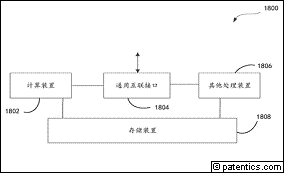 1800
计算装置
通用互联接口
其他处理装置
1806
1802
1804
1808
存储装置
© patentics.com